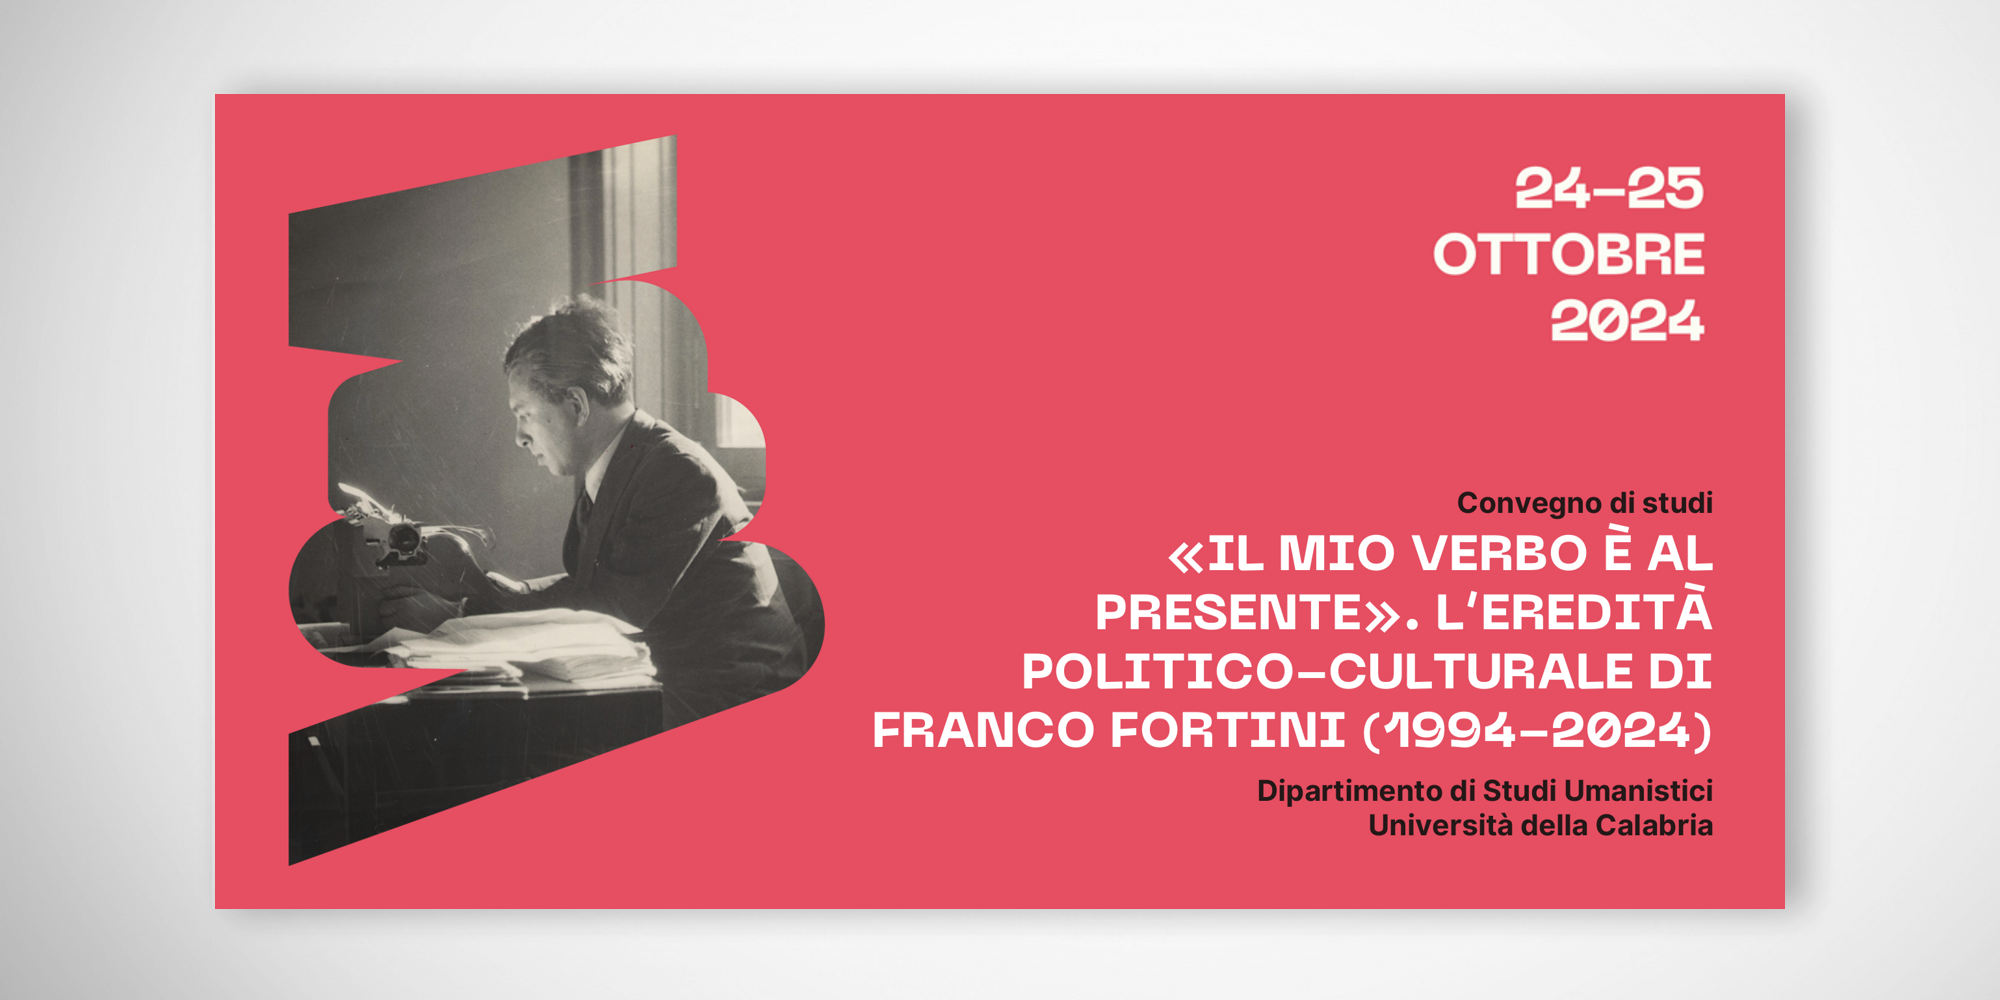 24–25
OTTOBRE
2024
Convegno di studi
«IL MIO VERBO È AL
PRESENTE». L'EREDITÀ
POLITICO–CULTURALE DI
FRANCO FORTINI (1994–2024)
Dipartimento di Studi Umanistici
Università della Calabria